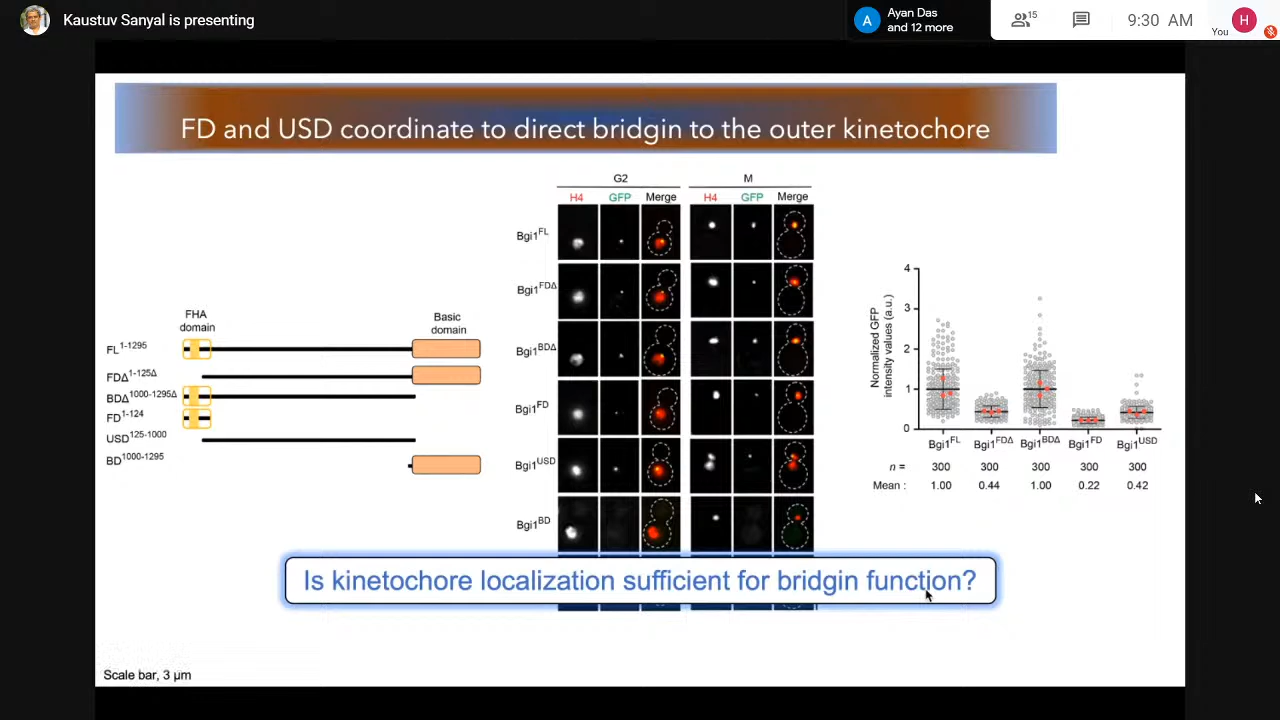 Kaustuv Sanyal is presenting
A
Ayan Das
and 12 more
15
9:30 AM
You
H
FD and USD coordinate to direct bridgin to the outer kinetochore
FHA
domain
Basic
domain
FL1-1295
FDΔ1-125Δ
BDΔ1000-1295Δ
FD1-124
USD125-1000
BD1000-1295
G2
M
H4 GFP Merge
H4 GFP Merge
Bgi1FL
Bgi1FDΔ
Bgi1BDΔ
Bgi1FD
Bgi1USD
Bgi1BD
Normalized GFP
intensity values (a.u.)
4
3
2
1
0
Bgi1FL Bgi1FDΔ Bgi1BDΔ Bgi1FD Bgi1USD
n = 300 300 300 300 300
Mean : 1.00 0.44 1.00 0.22 0.42
Is kinetochore localization sufficient for bridgin function?
Scale bar, 3 µm